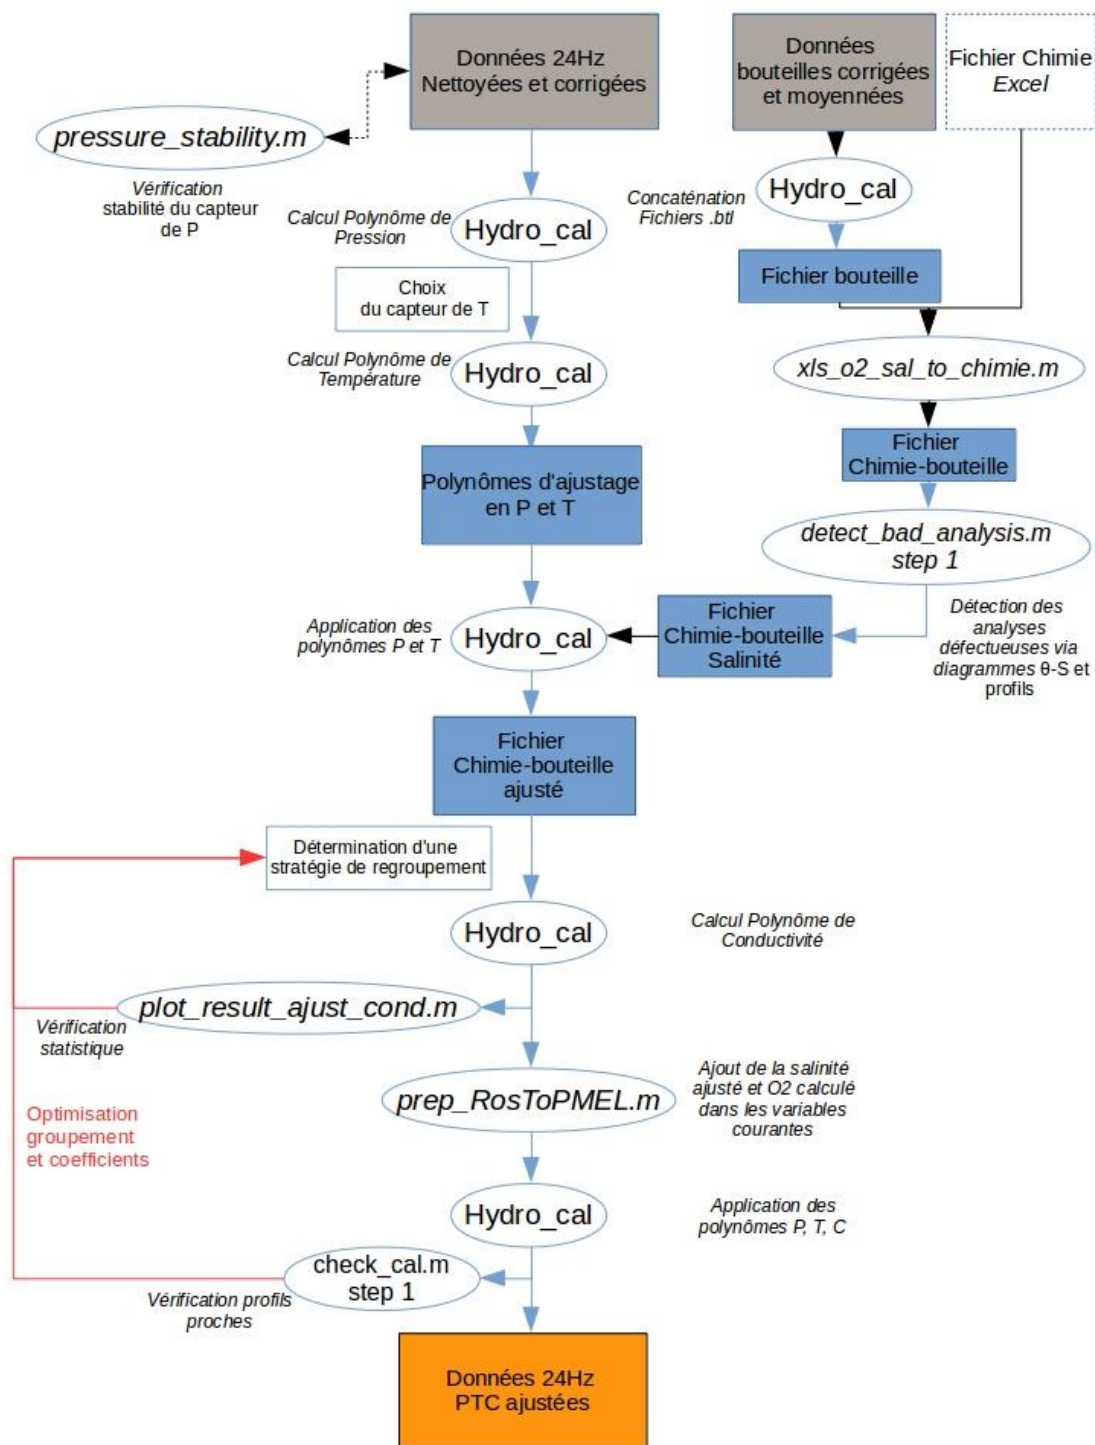 Données 24Hz
Nettoyées et corrigées
Données
bouteilles corrigées
et moyennées
Fichier Chimie
Excel
pressure_stability.m
Vérification
stabilité du capteur
de P
Calcul Polynôme de
Pression
Hydro_cal
Concaténation
Fichiers .btl
Hydro_cal
Fichier bouteille
Choix
du capteur de T
Calcul Polynôme de
Température
Hydro_cal
xls_o2_sal_to_chimie.m
Fichier
Chimie-bouteille
Polynômes d'ajustage
en P et T
detect_bad_analysis.m
step 1
Détection des
analyses
défectueuses via
diagrammes θ-S et
profils
Fichier
Chimie-bouteille
Salinité
Application des
polynômes P et T
Hydro_cal
Fichier
Chimie-bouteille
ajusté
Détermination d'une
stratégie de regroupement
Hydro_cal
Calcul Polynôme de
Conductivité
plot_result_ajust_cond.m
Vérification
statistique
prep_RosToPMEL.m
Ajout de la salinité
ajusté et O2 calculé
dans les variables
courantes
Optimisation
groupement
et coefficients
Hydro_cal
Application des
polynômes P, T, C
check_cal.m
step 1
Vérification profils
proches
Données 24Hz
PTC ajustées